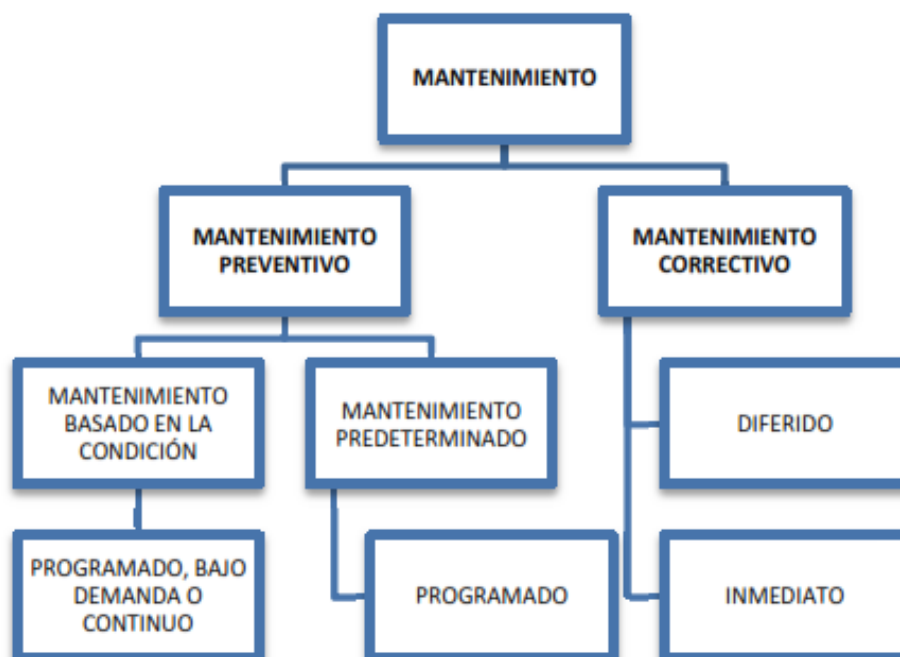 MANTENIMIENTO
MANTENIMIENTO
PREVENTIVO
MANTENIMIENTO
CORRECTIVO
MANTENIMIENTO
BASADO EN LA
CONDICIÓN
MANTENIMIENTO
PREDETERMINADO
DIFERIDO
PROGRAMADO, BAJO
DEMANDA O
CONTINUO
PROGRAMADO
INMEDIATO